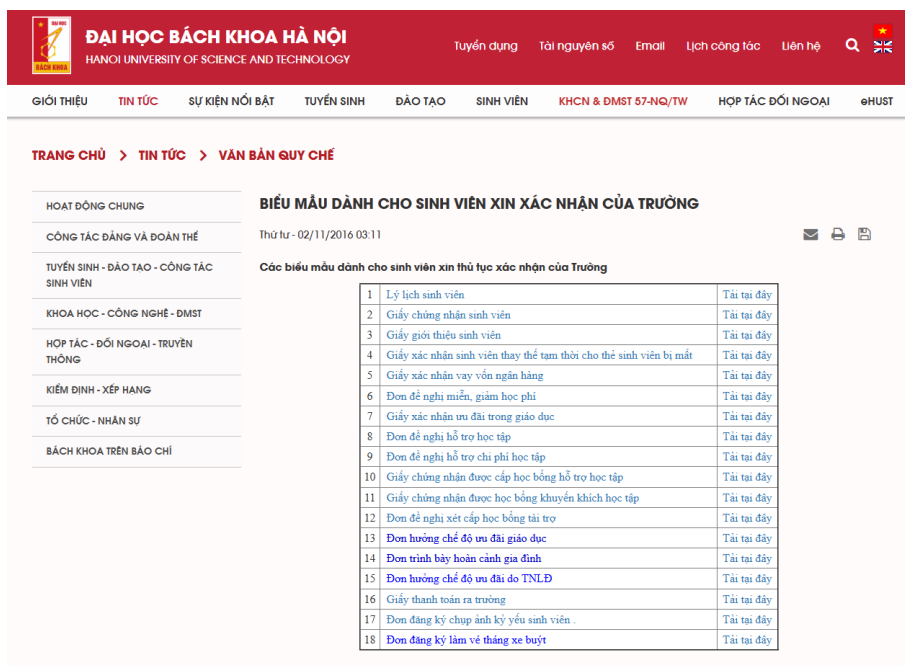 ĐẠI HỌC
BÁCH KHOA
ĐẠI HỌC BÁCH KHOA HÀ NỘI
HANOI UNIVERSITY OF SCIENCE AND TECHNOLOGY
Tuyển dụng Tài nguyên số Email Lịch công tác Liên hệ
GIỚI THIỆU TIN TỨC SỰ KIỆN NỔI BẬT TUYỂN SINH ĐÀO TẠO SINH VIÊN KHCN & ĐMST 57-NQ/TW HỢP TÁC ĐỐI NGOẠI eHUST
TRANG CHỦ > TIN TỨC > VĂN BẢN QUY CHẾ
HOẠT ĐỘNG CHUNG
CÔNG TÁC ĐẢNG VÀ ĐOÀN THỂ
TUYỂN SINH - ĐÀO TẠO - CÔNG TÁC
SINH VIÊN
KHOA HỌC - CÔNG NGHỆ - ĐMST
HỢP TÁC - ĐỐI NGOẠI - TRUYỀN
THÔNG
KIỂM ĐỊNH - XẾP HẠNG
TỔ CHỨC - NHÂN SỰ
BÁCH KHOA TRÊN BÁO CHÍ
BIỂU MẪU DÀNH CHO SINH VIÊN XIN XÁC NHẬN CỦA TRƯỜNG
Thứ tư - 02/11/2016 03:11
Các biểu mẫu dành cho sinh viên xin thủ tục xác nhận của Trường
1 Lý lịch sinh viên Tải tại đây
2 Giấy chứng nhận sinh viên Tải tại đây
3 Giấy giới thiệu sinh viên Tải tại đây
4 Giấy xác nhận sinh viên thay thế tạm thời cho thẻ sinh viên bị mất Tải tại đây
5 Giấy xác nhận vay vốn ngân hàng Tải tại đây
6 Đơn đề nghị miễn, giảm học phí Tải tại đây
7 Giấy xác nhận ưu đãi trong giáo dục Tải tại đây
8 Đơn đề nghị hỗ trợ học tập Tải tại đây
9 Đơn đề nghị hỗ trợ chi phí học tập Tải tại đây
10 Giấy chứng nhận được cấp học bổng hỗ trợ học tập Tải tại đây
11 Giấy chứng nhận được học bổng khuyến khích học tập Tải tại đây
12 Đơn đề nghị xét cấp học bổng tài trợ Tải tại đây
13 Đơn hưởng chế độ ưu đãi giáo dục Tải tại đây
14 Đơn trình bày hoàn cảnh gia đình Tải tại đây
15 Đơn hưởng chế độ ưu đãi do TNLĐ Tải tại đây
16 Giấy thanh toán ra trường Tải tại đây
17 Đơn đăng ký chụp ảnh kỷ yếu sinh viên . Tải tại đây
18 Đơn đăng ký làm vé tháng xe buýt Tải tại đây